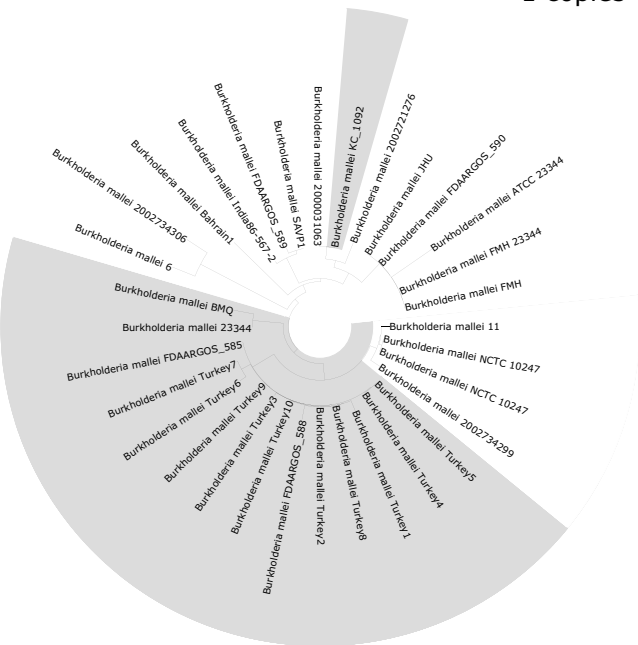 Burkholderia mallei KC_1092
Burkholderia mallei 2002721276
Burkholderia mallei JHU
Burkholderia mallei FDAARGOS_590
Burkholderia mallei ATCC 23344
Burkholderia mallei FMH 23344
Burkholderia mallei FMH
Burkholderia mallei 11
Burkholderia mallei NCTC 10247
Burkholderia mallei NCTC 10247
Burkholderia mallei 2002734299
Burkholderia mallei Turkey5
Burkholderia mallei Turkey4
Burkholderia mallei Turkey1
Burkholderia mallei Turkey8
Burkholderia mallei Turkey2
Burkholderia mallei FDAARGOS_588
Burkholderia mallei Turkey10
Burkholderia mallei Turkey3
Burkholderia mallei Turkey9
Burkholderia mallei Turkey6
Burkholderia mallei Turkey7
Burkholderia mallei FDAARGOS_585
Burkholderia mallei 23344
Burkholderia mallei BMQ
Burkholderia mallei 6
Burkholderia mallei 2002734306
Burkholderia mallei Bahrain1
Burkholderia mallei India86-567-2
Burkholderia mallei FDAARGOS_589
Burkholderia mallei SAVP1
Burkholderia mallei 2000031063